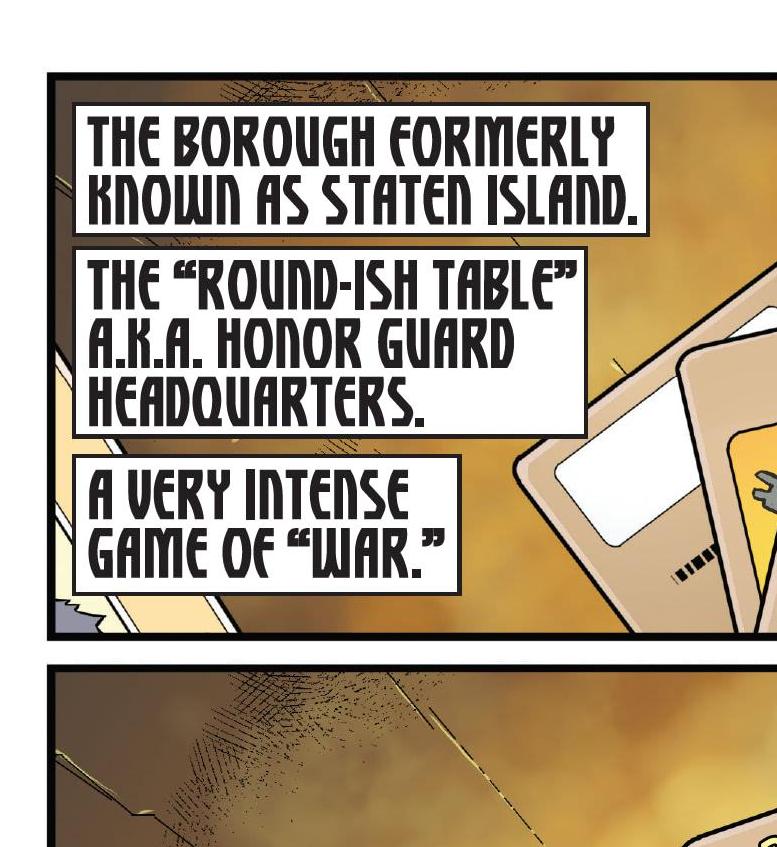 THE BOROUGH FORMERLY
KNOWN AS STATEN ISLAND.
THE “ROUND-ISH TABLE”
A.K.A. HONOR GUARD
HEADQUARTERS.
A VERY INTENSE
GAME OF “WAR.”